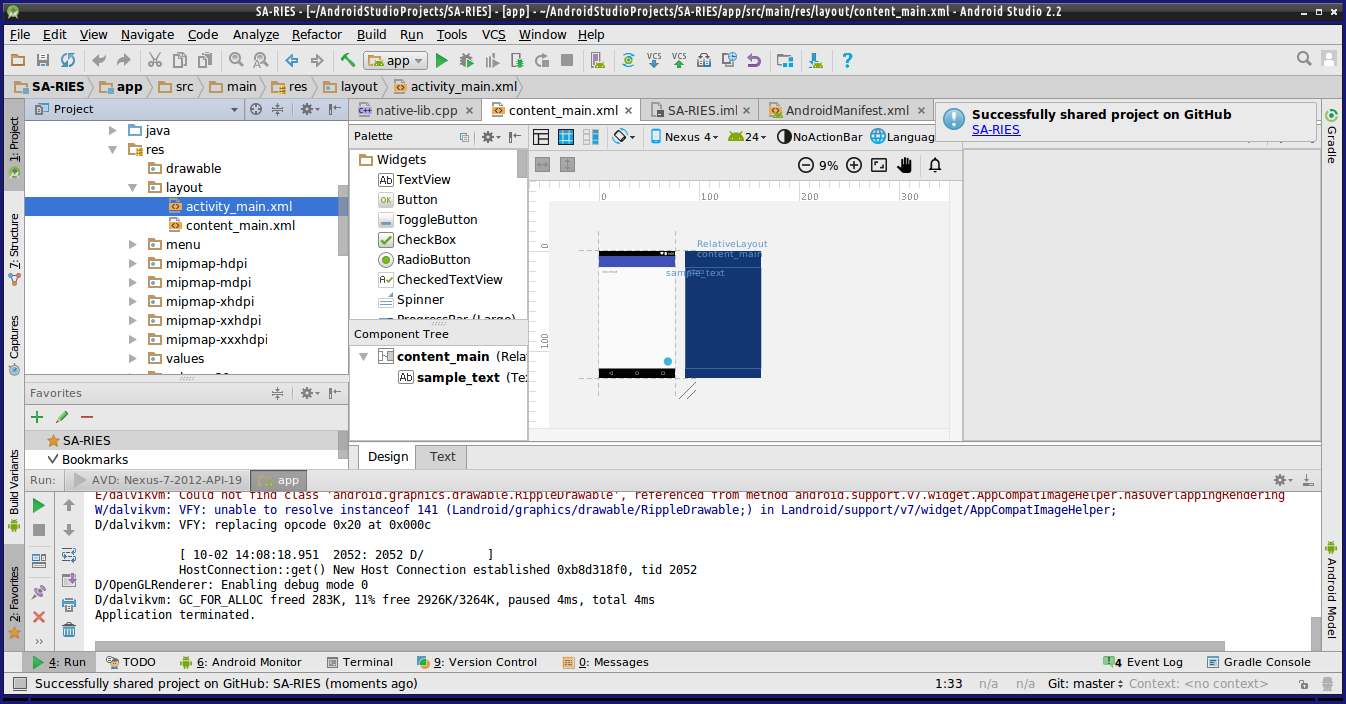 SA-RIES - [~/AndroidStudioProjects/SA-RIES] - [app] - ~/AndroidStudioProjects/SA-RIES/app/src/main/res/layout/content_main.xml - Android Studio 2.2
File Edit View Navigate Code Analyze Refactor Build Run Tools VCS Window Help
app VCS VCS ?
SA-RIES app src main res layout activity_main.xml
Project
native-lib.cpp content_main.xml SA-RIES.iml AndroidManifest.xml
Successfully shared project on GitHub
SA-RIES
1: Project
7: Structure
Captures
Build Variants
2: Favorites
java
res
drawable
layout
activity_main.xml
content_main.xml
menu
mipmap-hdpi
mipmap-mdpi
mipmap-xhdpi
mipmap-xxhdpi
mipmap-xxxhdpi
values
Favorites
SA-RIES
Bookmarks
Palette
Widgets
Ab TextView
OK Button
ToggleButton
CheckBox
RadioButton
CheckedTextView
Spinner
ProgressBar (Large)
Component Tree
content_main (Rela
Ab sample_text (Te
Nexus 4 24 NoActionBar Languag
9%
0 100 200 300
0
100
RelativeLayout
content_main
sample_text
Design Text
Gradle
Android Model
Run: AVD: Nexus-7-2012-API-19 app
E/dalvikvm: Could not find class 'android.graphics.drawable.RippleDrawable', referenced from method android.support.v7.widget.AppCompatImageHelper.hasOverlappingRendering
W/dalvikvm: VFY: unable to resolve instanceof 141 (Landroid/graphics/drawable/RippleDrawable;) in Landroid/support/v7/widget/AppCompatImageHelper;
D/dalvikvm: VFY: replacing opcode 0x20 at 0x000c
[ 10-02 14:08:18.951 2052: 2052 D/ ]
HostConnection::get() New Host Connection established 0xb8d318f0, tid 2052
D/OpenGLRenderer: Enabling debug mode 0
D/dalvikvm: GC_FOR_ALLOC freed 283K, 11% free 2926K/3264K, paused 4ms, total 4ms
Application terminated.
4: Run TODO 6: Android Monitor Terminal 9: Version Control 0: Messages 4 Event Log Gradle Console
Successfully shared project on GitHub: SA-RIES (moments ago) 1:33 n/a n/a Git: master Context: <no context>